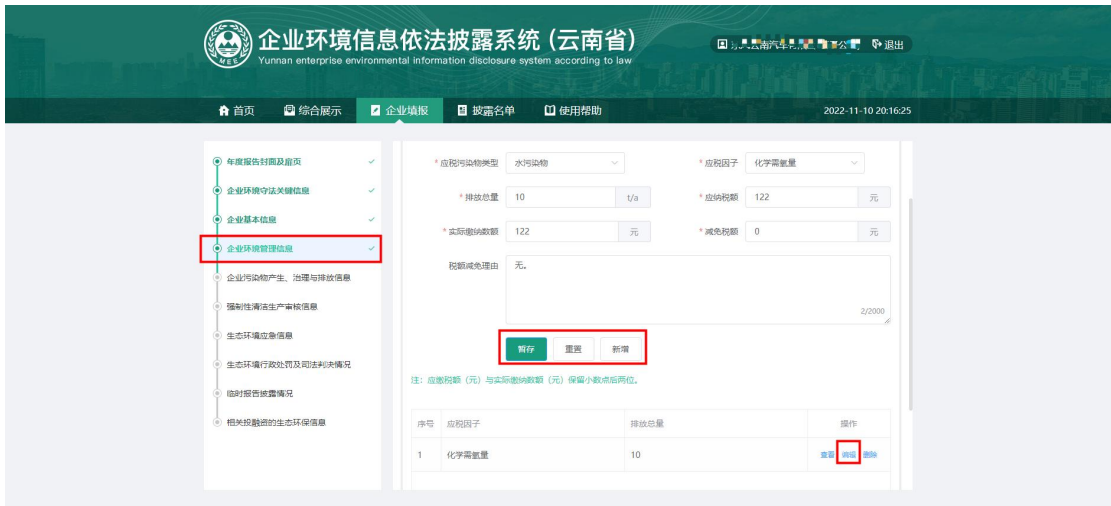 企业环境信息依法披露系统（云南省）
Yunnan enterprise environmental information disclosure system according to law
MEE
退出
首页 综合展示 企业填报 披露名单 使用帮助 2022-11-10 20:16:25
年度报告封面及扉页
企业环境守法关键信息
企业基本信息
企业环境管理信息
企业污染物产生、治理与排放信息
强制性清洁生产审核信息
生态环境应急信息
生态环境行政处罚及司法判决情况
临时报告披露情况
相关投融资的生态环保信息
* 应税污染物类型 水污染物 * 应税因子 化学需氧量
* 排放总量 10 t/a * 应纳税额 122 元
* 实际缴纳数额 122 元 * 减免税额 0 元
税额减免理由 无。
2/2000
暂存 重置 新增
注：应缴税额（元）与实际缴纳数额（元）保留小数点后两位。
序号 应税因子 排放总量 操作
1 化学需氧量 10 查看 编辑 删除